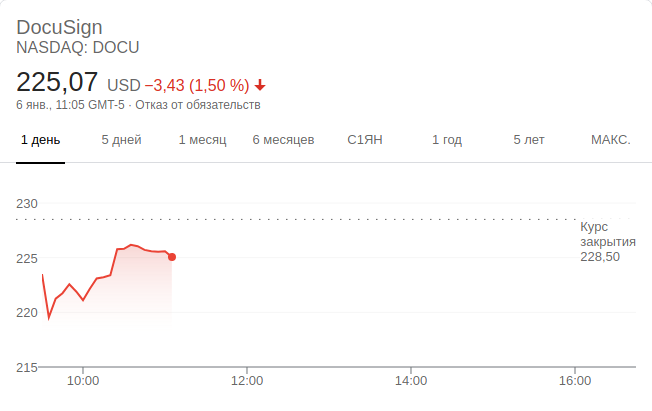 DocuSign
NASDAQ: DOCU
225,07 USD −3,43 (1,50 %)
6 янв., 11:05 GMT-5 · Отказ от обязательств
1 день 5 дней 1 месяц 6 месяцев С1ЯН 1 год 5 лет МАКС.
230
Курс
закрытия
228,50
225
220
215
10:00 12:00 14:00 16:00